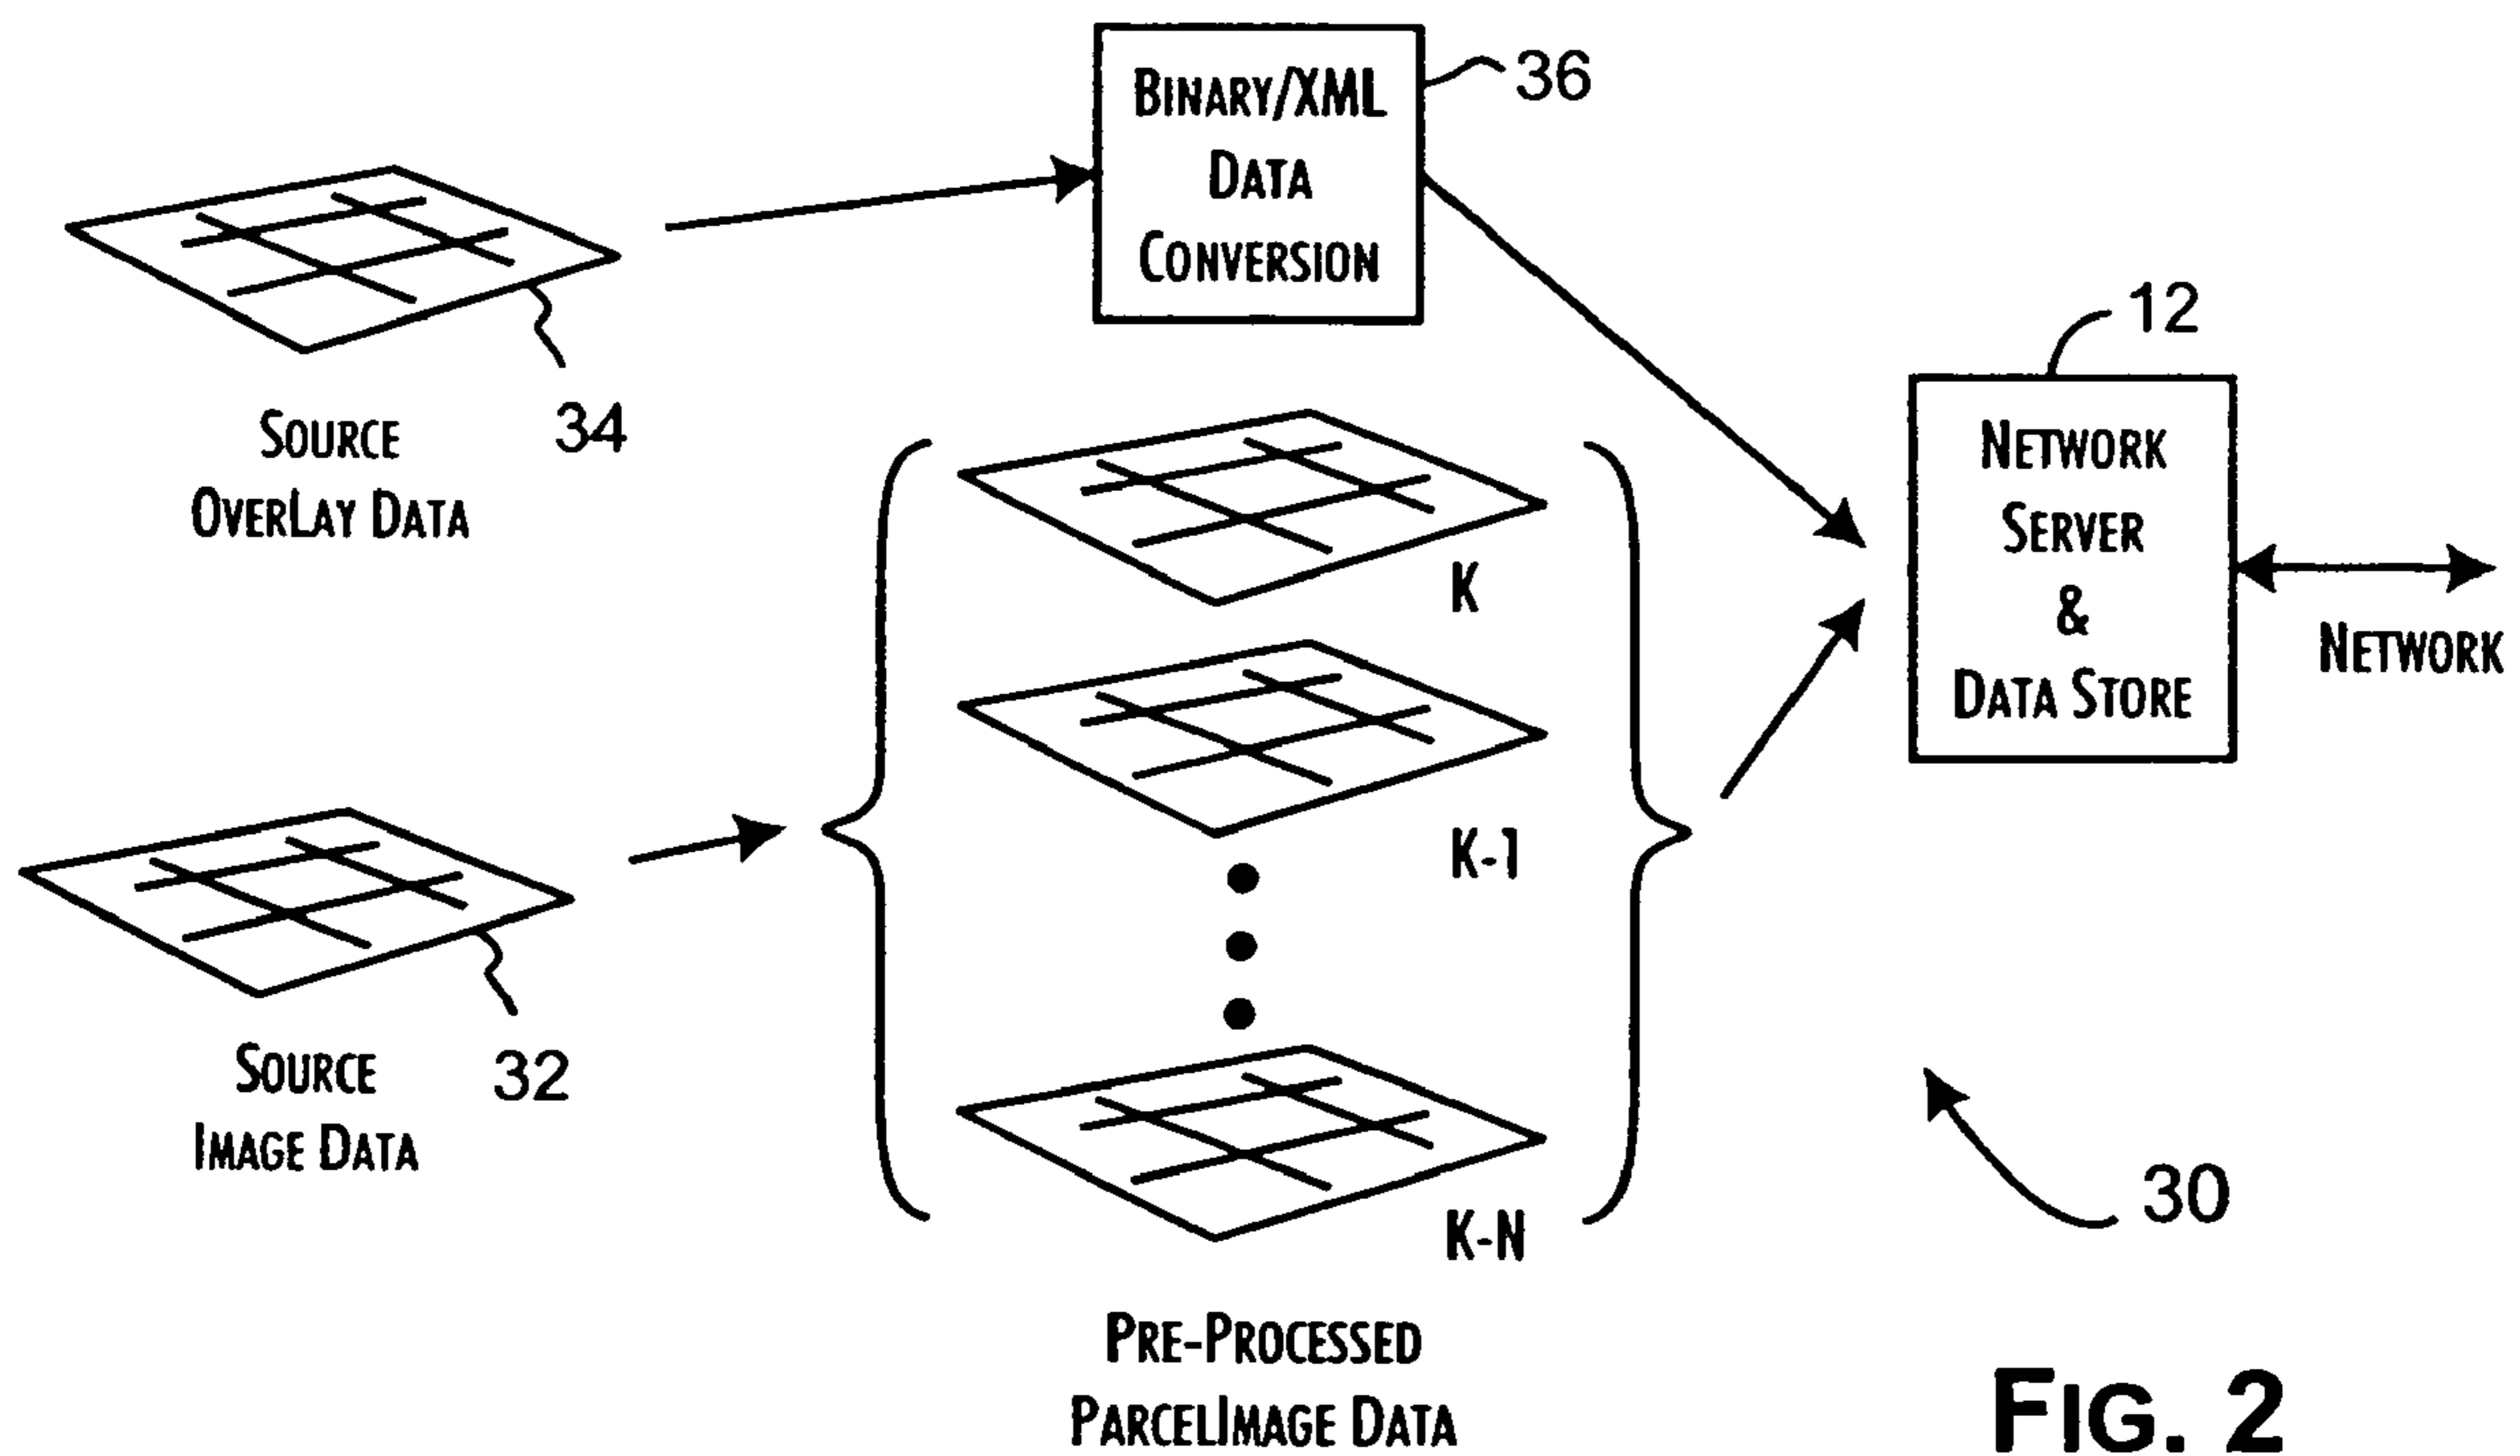 BINARY/XML
DATA
CONVERSION
36
SOURCE
OVERLAY DATA
34
12
NETWORK
SERVER
&
DATA STORE
NETWORK
K
K-1
K-N
SOURCE
IMAGE DATA
32
30
PRE-PROCESSED
PARCELIMAGE DATA
FIG. 2